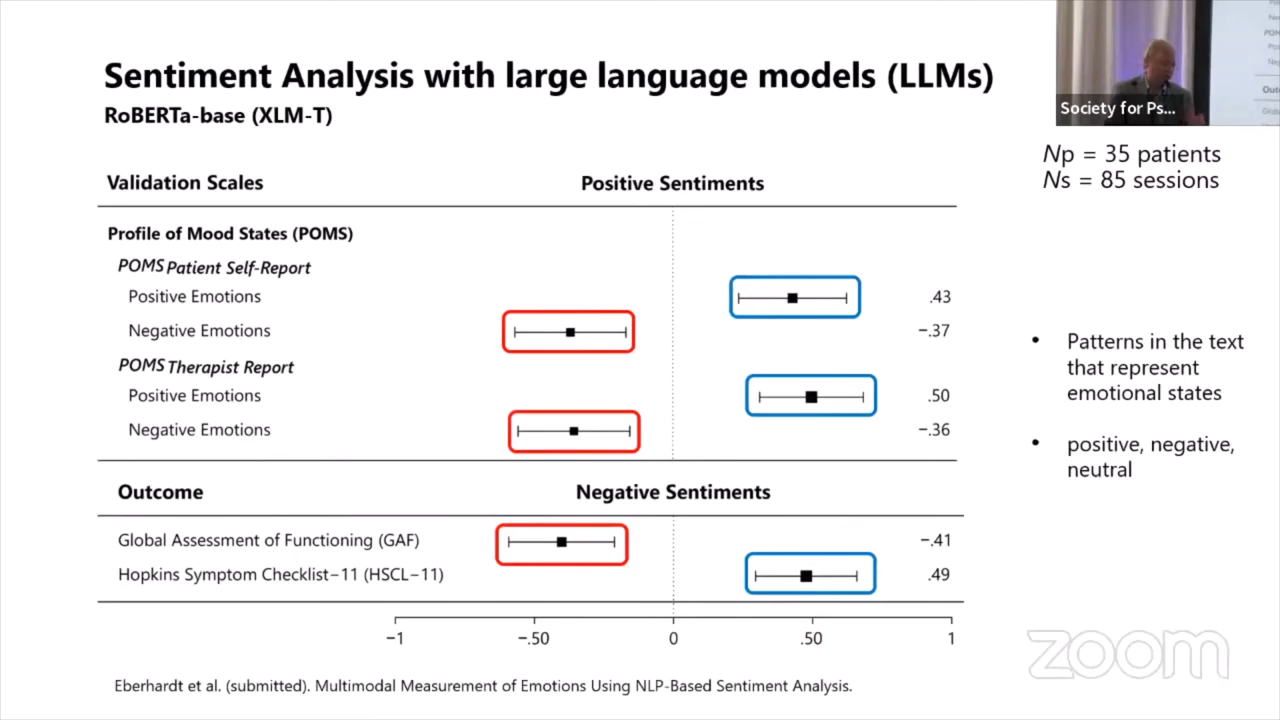 Sentiment Analysis with large language models (LLMs)
RoBERTa-base (XLM-T)
Society for Ps...
Np = 35 patients
Ns = 85 sessions
Validation Scales Positive Sentiments
Profile of Mood States (POMS)
POMS Patient Self-Report
Positive Emotions .43
Negative Emotions −.37
POMS Therapist Report
Positive Emotions .50
Negative Emotions −.36
Outcome Negative Sentiments
Global Assessment of Functioning (GAF) −.41
Hopkins Symptom Checklist−11 (HSCL−11) .49
−1 −.50 0 .50 1
• Patterns in the text
that represent
emotional states
• positive, negative,
neutral
Eberhardt et al. (submitted). Multimodal Measurement of Emotions Using NLP-Based Sentiment Analysis.
zoom